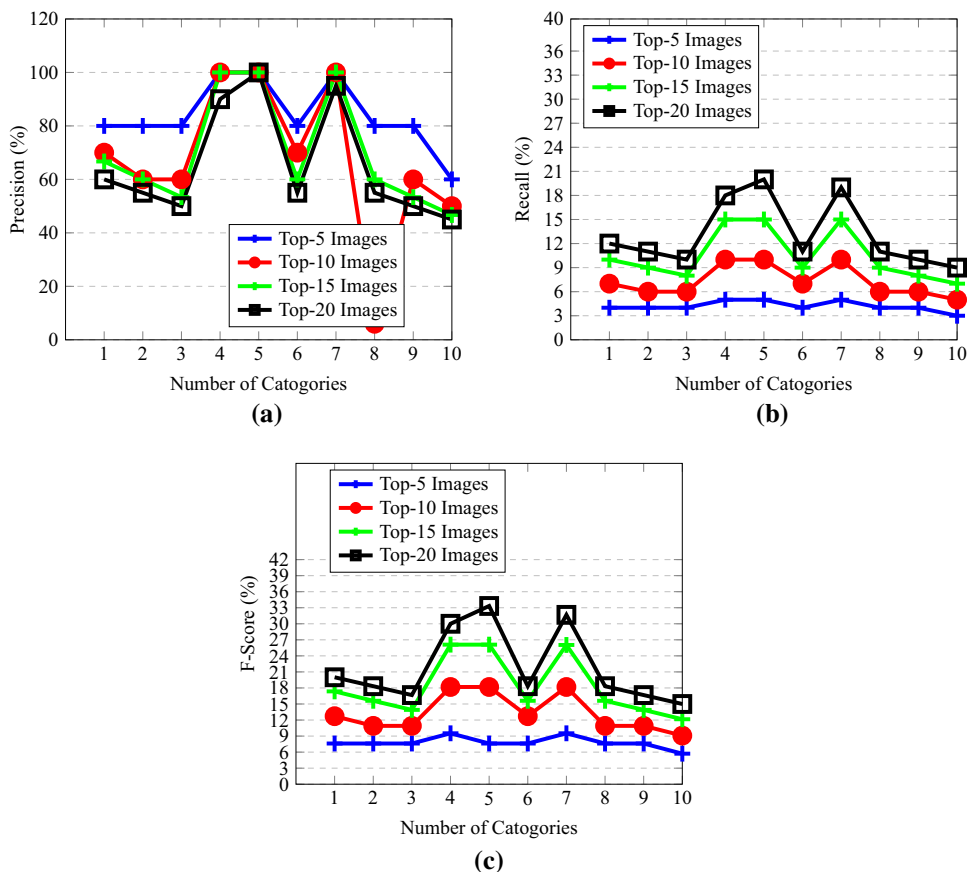 120
100
80
60
40
20
0
Precision (%)
Top-5 Images
Top-10 Images
Top-15 Images
Top-20 Images
1 2 3 4 5 6 7 8 9 10
Number of Catogories
(a)
40
36
33
30
27
24
21
18
15
12
9
6
3
0
Recall (%)
Top-5 Images
Top-10 Images
Top-15 Images
Top-20 Images
1 2 3 4 5 6 7 8 9 10
Number of Catogories
(b)
42
39
36
33
30
27
24
21
18
15
12
9
6
3
0
F-Score (%)
Top-5 Images
Top-10 Images
Top-15 Images
Top-20 Images
1 2 3 4 5 6 7 8 9 10
Number of Catogories
(c)